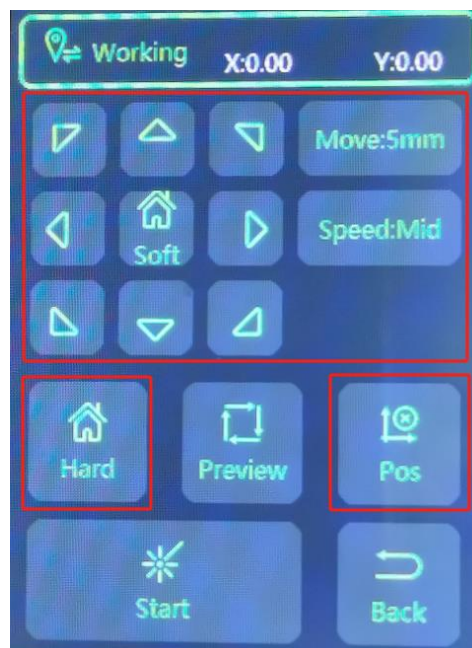 Working X:0.00 Y:0.00
Move:5mm
Soft Speed:Mid
Hard Preview Pos
Start Back